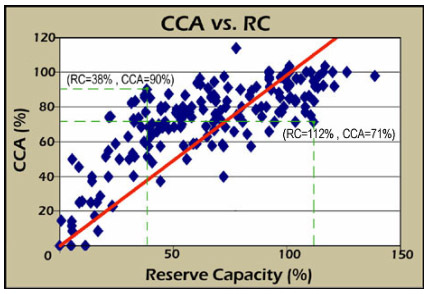 CCA vs. RC
120
100
80
60
40
20
0
CCA (%)
(RC=38% , CCA=90%)
(RC=112% , CCA=71%)
50
100
150
Reserve Capacity (%)